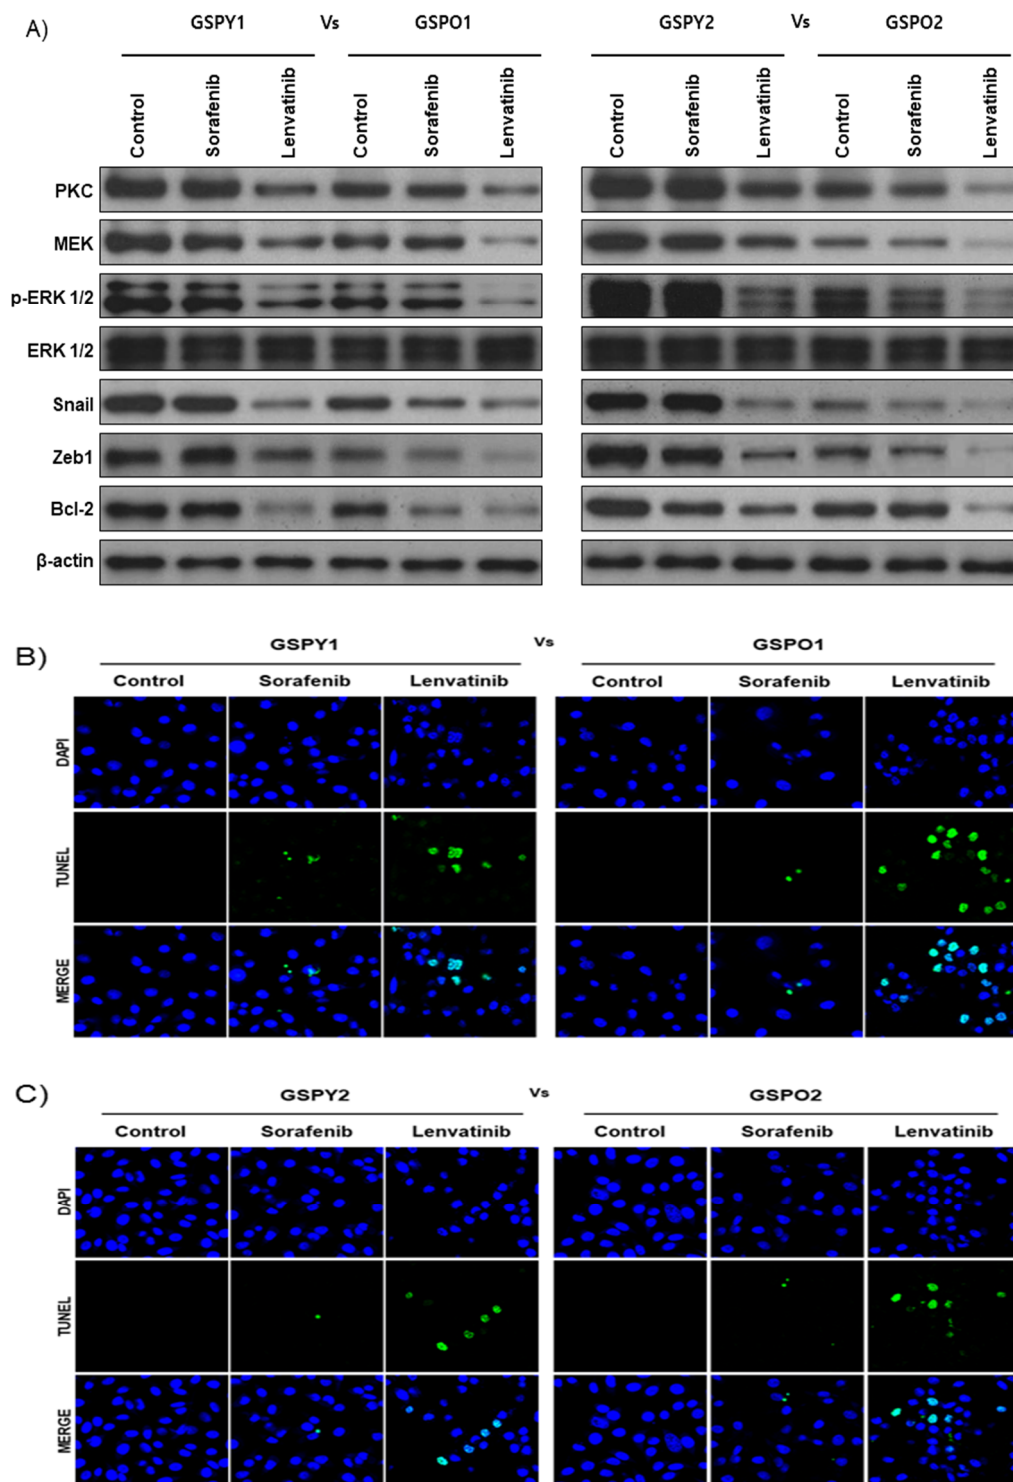 A)
GSPY1 Vs GSPO1 GSPY2 Vs GSPO2
Control Sorafenib Lenvatinib Control Sorafenib Lenvatinib Control Sorafenib Lenvatinib Control Sorafenib Lenvatinib
PKC
MEK
p-ERK 1/2
ERK 1/2
Snail
Zeb1
Bcl-2
β-actin
B)
GSPY1 Vs GSPO1
Control Sorafenib Lenvatinib Control Sorafenib Lenvatinib
DAPI
TUNEL
MERGE
C)
GSPY2 Vs GSPO2
Control Sorafenib Lenvatinib Control Sorafenib Lenvatinib
DAPI
TUNEL
MERGE